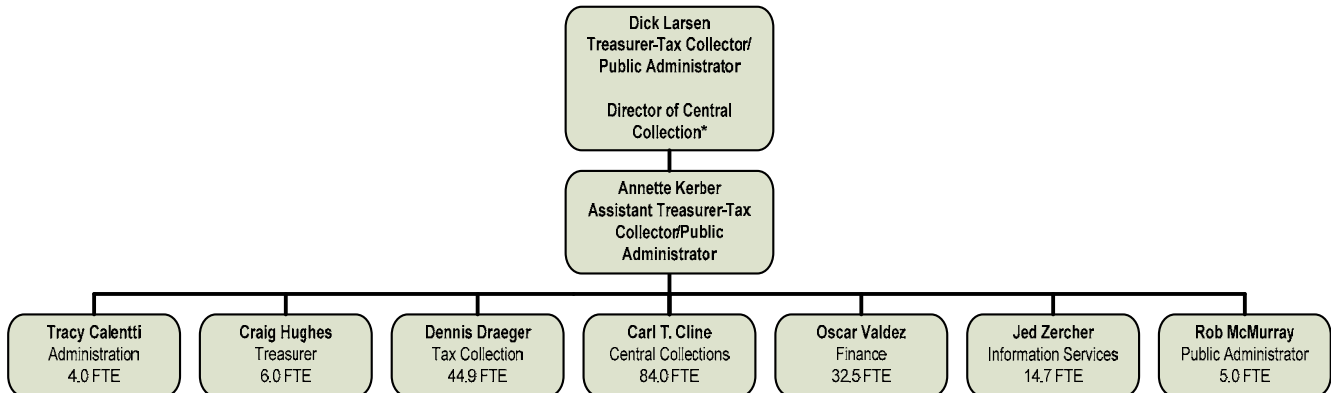 Dick Larsen
Treasurer-Tax Collector/
Public Administrator
Director of Central
Collection*
Annette Kerber
Assistant Treasurer-Tax
Collector/Public
Administrator
Tracy Calentti
Administration
4.0 FTE
Craig Hughes
Treasurer
6.0 FTE
Dennis Draeger
Tax Collection
44.9 FTE
Carl T. Cline
Central Collections
84.0 FTE
Oscar Valdez
Finance
32.5 FTE
Jed Zercher
Information Services
14.7 FTE
Rob McMurray
Public Administrator
5.0 FTE